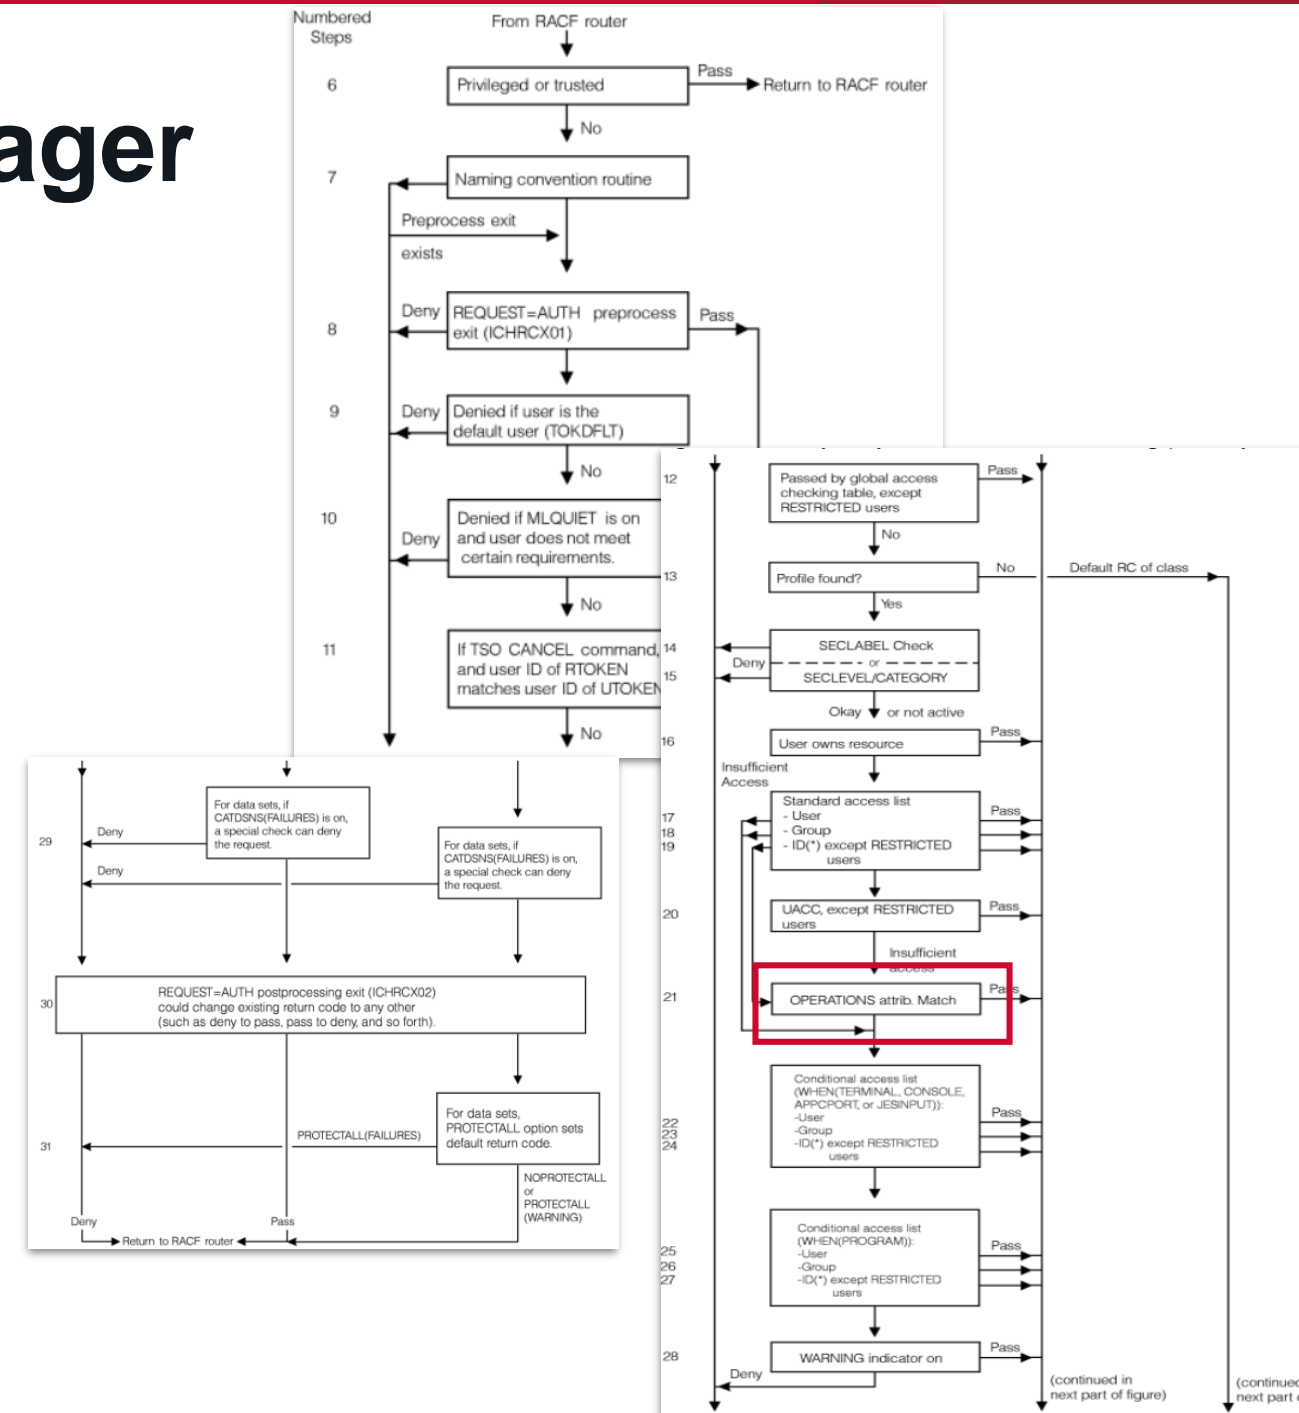 ager
Numbered
Steps
From RACF router
6
Privileged or trusted
Pass
Return to RACF router
No
7
Naming convention routine
Preprocess exit
exists
8
Deny
REQUEST=AUTH preprocess
exit (ICHRCX01)
Pass
9
Deny
Denied if user is the
default user (TOKDFLT)
No
10
Deny
Denied if MLQUIET is on
and user does not meet
certain requirements.
No
11
If TSO CANCEL command,
and user ID of RTOKEN
matches user ID of UTOKEN
No
12
Passed by global access
checking table, except
RESTRICTED users
Pass
No
13
Profile found?
No
Default RC of class
Yes
14
SECLABEL Check
Deny
or
15
SECLEVEL/CATEGORY
Okay
or not active
16
User owns resource
Pass
Insufficient
Access
Standard access list
17
- User
Pass
18
- Group
19
- ID(*) except RESTRICTED
users
20
UACC, except RESTRICTED
users
Pass
Insufficient
access
21
OPERATIONS attrib. Match
Pass
Conditional access list
(WHEN(TERMINAL, CONSOLE,
APPCPORT, or JESINPUT)):
22
-User
Pass
23
-Group
24
-ID(*) except RESTRICTED
users
Conditional access list
(WHEN(PROGRAM)):
25
-User
Pass
26
-Group
27
-ID(*) except RESTRICTED
users
28
WARNING indicator on
Pass
Deny
(continued in
next part of figure)
(continued
next part
For data sets, if
CATDSNS(FAILURES) is on,
a special check can deny
the request.
29
Deny
For data sets, if
CATDSNS(FAILURES) is on,
a special check can deny
the request.
Deny
30
REQUEST=AUTH postprocessing exit (ICHRCX02)
could change existing return code to any other
(such as deny to pass, pass to deny, and so forth).
For data sets,
PROTECTALL option sets
default return code.
31
PROTECTALL(FAILURES)
NOPROTECTALL
or
PROTECTALL
(WARNING)
Deny
Pass
Return to RACF router